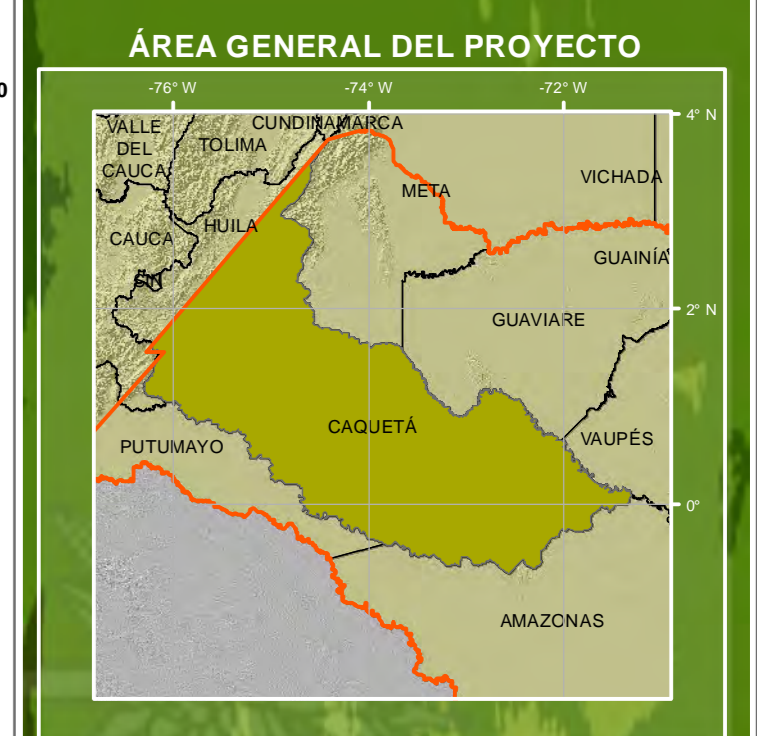 ÁREA GENERAL DEL PROYECTO
0
-76° W
-74° W
-72° W
4° N
CUNDINAMARCA
VALLE
DEL
CAUCA
TOLIMA
META
VICHADA
HUILA
CAUCA
GUAINÍA
2° N
GUAVIARE
CAQUETÁ
VAUPÉS
PUTUMAYO
0°
AMAZONAS